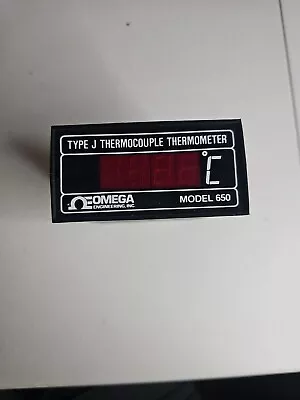 TYPE J THERMOCOUPLE THERMOMETER
°C
OMEGA
ENGINEERING, INC.
MODEL 650